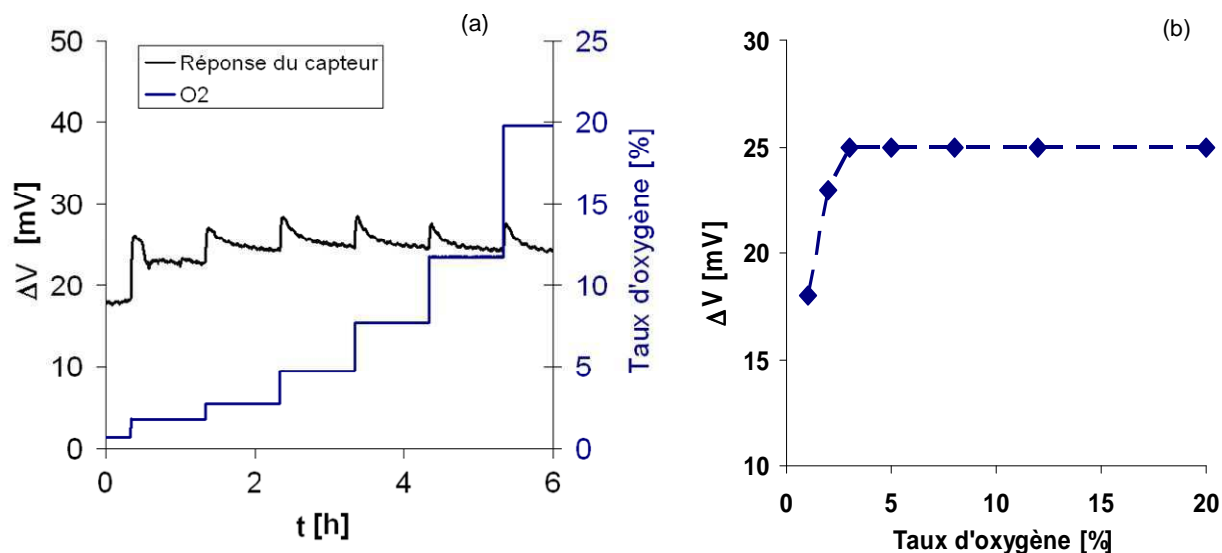 (a)
50
40
30
20
10
0
ΔV [mV]
Réponse du capteur
O2
25
20
15
10
5
0
Taux d'oxygène [%]
0 2 4 6
t [h]
(b)
30
25
20
15
10
ΔV [mV]
0 5 10 15 20
Taux d'oxygène [%]